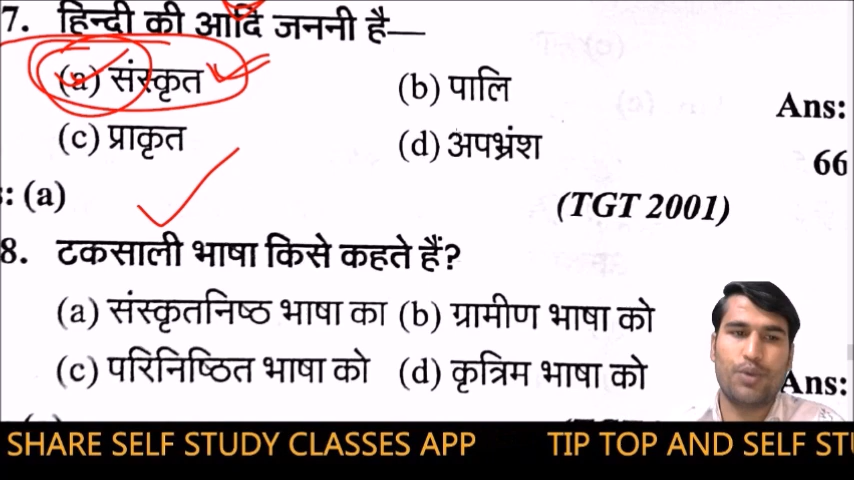 7. हिन्दी की आदि जननी है—
(a) संस्कृत (b) पालि
Ans:
(c) प्राकृत (d) अपभ्रंश
66
: (a)
(TGT 2001)
8. टकसाली भाषा किसे कहते हैं?
(a) संस्कृतनिष्ठ भाषा का (b) ग्रामीण भाषा को
(c) परिनिष्ठित भाषा को (d) कृत्रिम भाषा को
Ans:
SHARE SELF STUDY CLASSES APP TIP TOP AND SELF STU